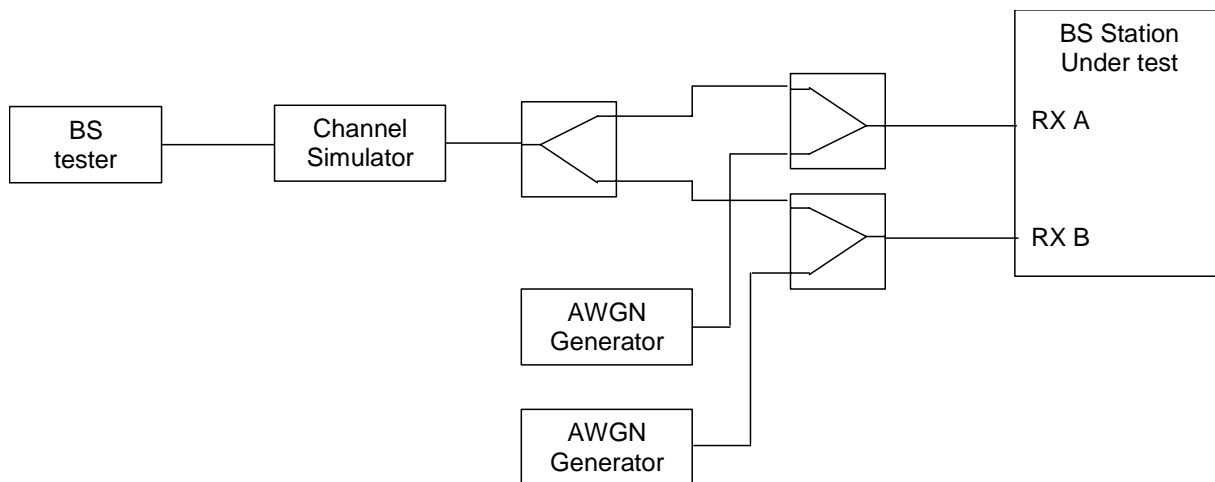 BS Station
Under test
BS
tester
Channel
Simulator
RX A
RX B
AWGN
Generator
AWGN
Generator